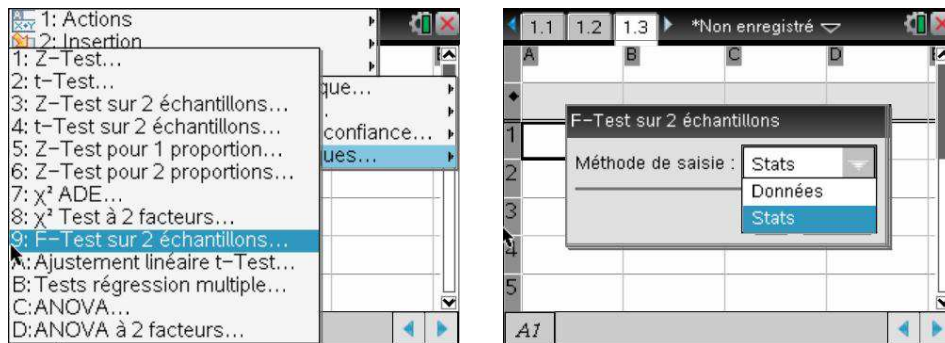 1: Actions
2: Insertion
1: Z-Test...
2: t-Test...
3: Z-Test sur 2 échantillons...
4: t-Test sur 2 échantillons...
5: Z-Test pour 1 proportion...
6: Z-Test pour 2 proportions...
7: χ² ADE...
8: χ² Test à 2 facteurs...
9: F-Test sur 2 échantillons...
A: Ajustement linéaire t-Test...
B: Tests régression multiple...
C: ANOVA...
D: ANOVA à 2 facteurs...
que...
confiance...
ues...
1.1 1.2 1.3 *Non enregistré
A B C D
1
2
3
4
5
F-Test sur 2 échantillons
Méthode de saisie : Stats
Données
Stats
A1